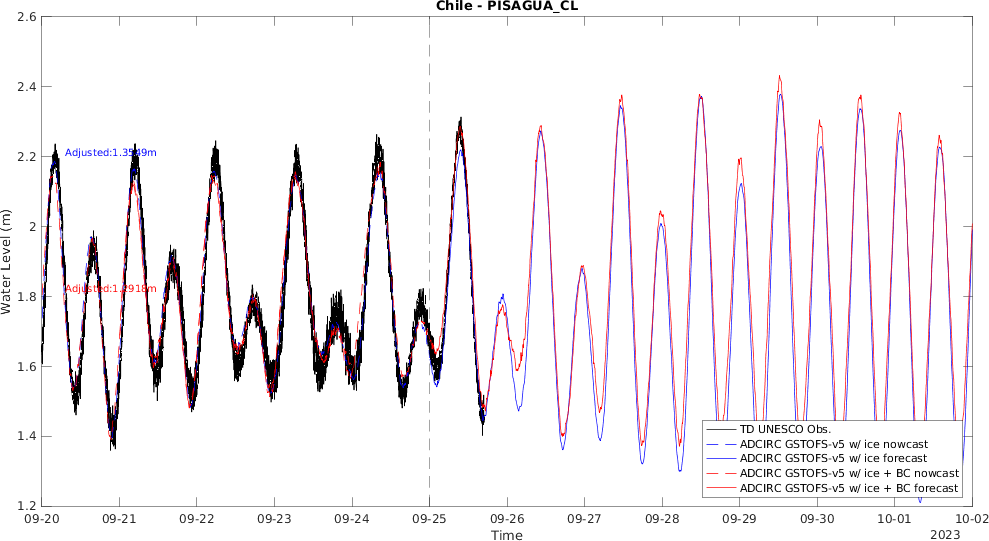 Chile - PISAGUA_CL
2.6
2.4
2.2
2
1.8
1.6
1.4
1.2
Water Level (m)
Adjusted:1.3549m
Adjusted:1.2918m
TD UNESCO Obs.
ADCIRC GSTOFS-v5 w/ ice nowcast
ADCIRC GSTOFS-v5 w/ ice forecast
ADCIRC GSTOFS-v5 w/ ice + BC nowcast
ADCIRC GSTOFS-v5 w/ ice + BC forecast
09-20 09-21 09-22 09-23 09-24 09-25 09-26 09-27 09-28 09-29 09-30 10-01 10-02
Time
2023